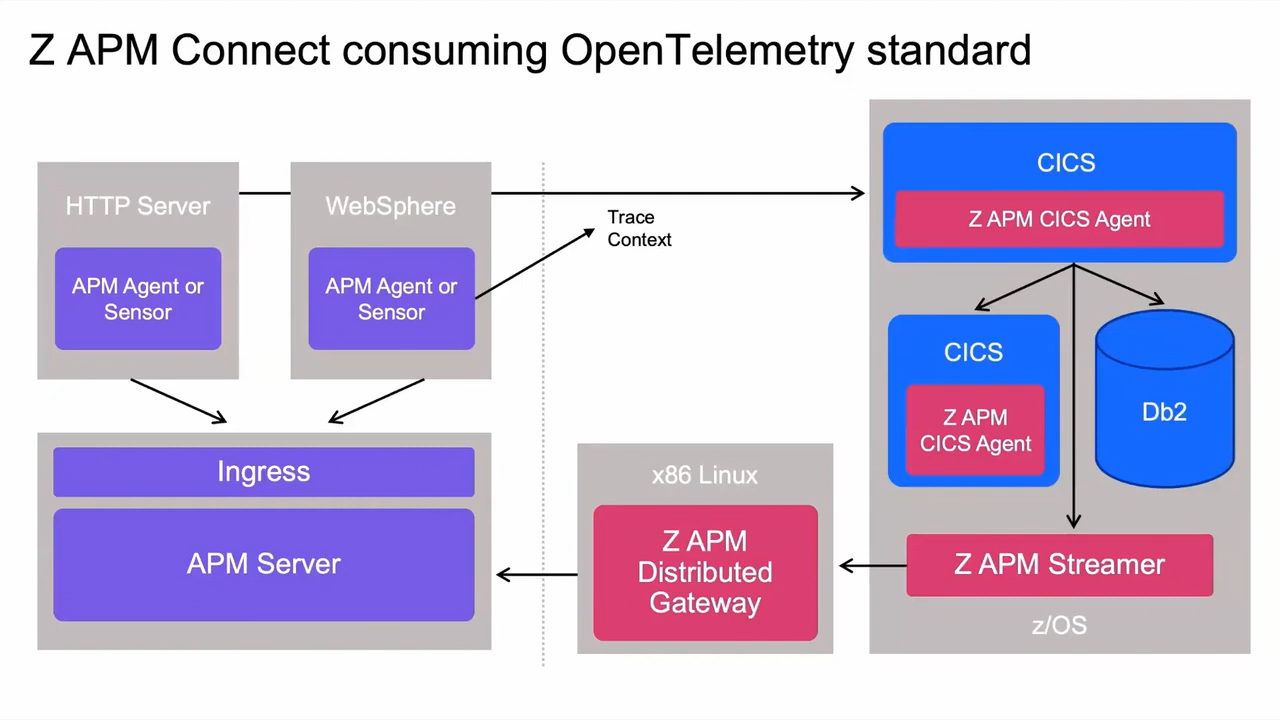 Z APM Connect consuming OpenTelemetry standard
HTTP Server
APM Agent or
Sensor
WebSphere
APM Agent or
Sensor
Trace
Context
CICS
Z APM CICS Agent
CICS
Z APM
CICS Agent
Db2
Ingress
APM Server
x86 Linux
Z APM
Distributed
Gateway
Z APM Streamer
z/OS